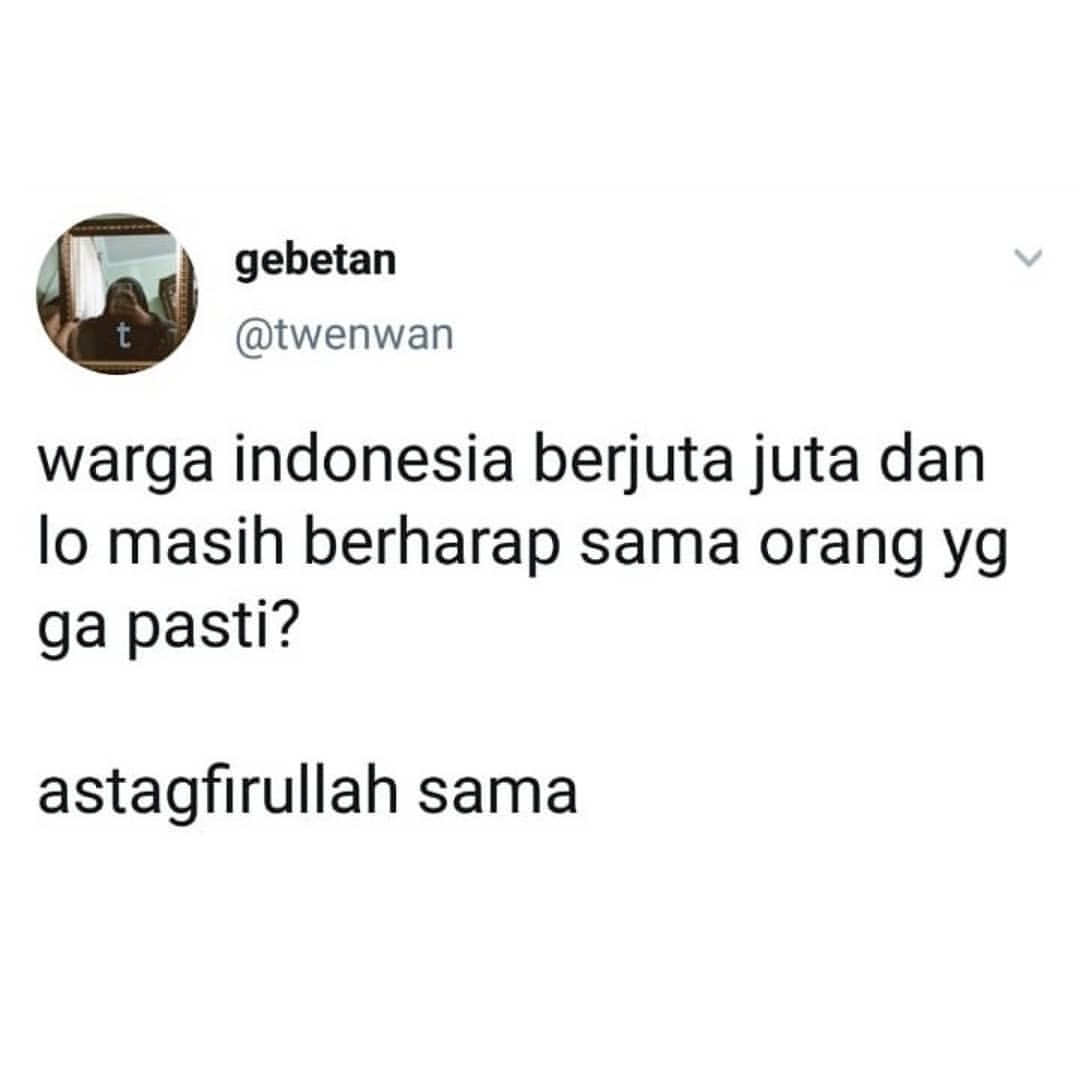 gebetan
@twenwan
warga indonesia berjuta juta dan
lo masih berharap sama orang yg
ga pasti?
astagfirullah sama
t